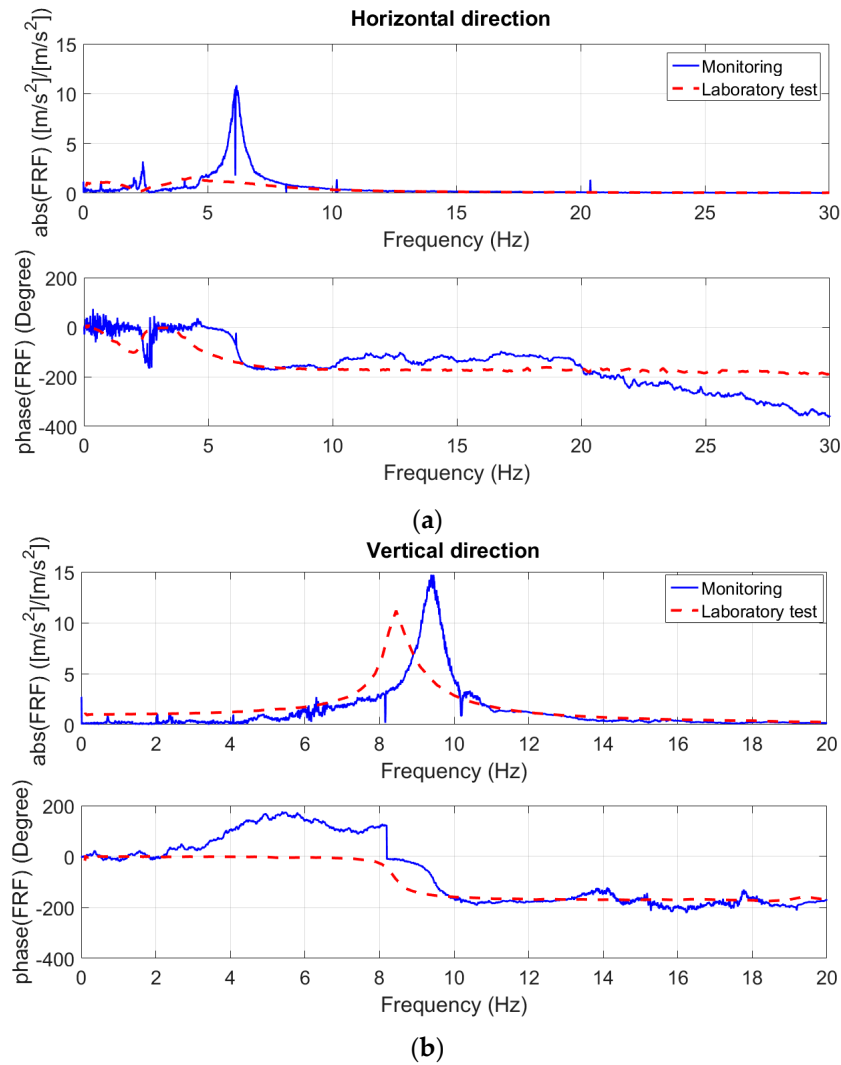 Horizontal direction
abs(FRF) ([m/s²]/[m/s²])
15
10
5
0
Monitoring
Laboratory test
0 5 10 15 20 25 30
Frequency (Hz)
phase(FRF) (Degree)
200
0
-200
-400
0 5 10 15 20 25 30
Frequency (Hz)
(a)
Vertical direction
abs(FRF) ([m/s²]/[m/s²])
15
10
5
0
Monitoring
Laboratory test
0 2 4 6 8 10 12 14 16 18 20
Frequency (Hz)
phase(FRF) (Degree)
200
0
-200
-400
0 2 4 6 8 10 12 14 16 18 20
Frequency (Hz)
(b)